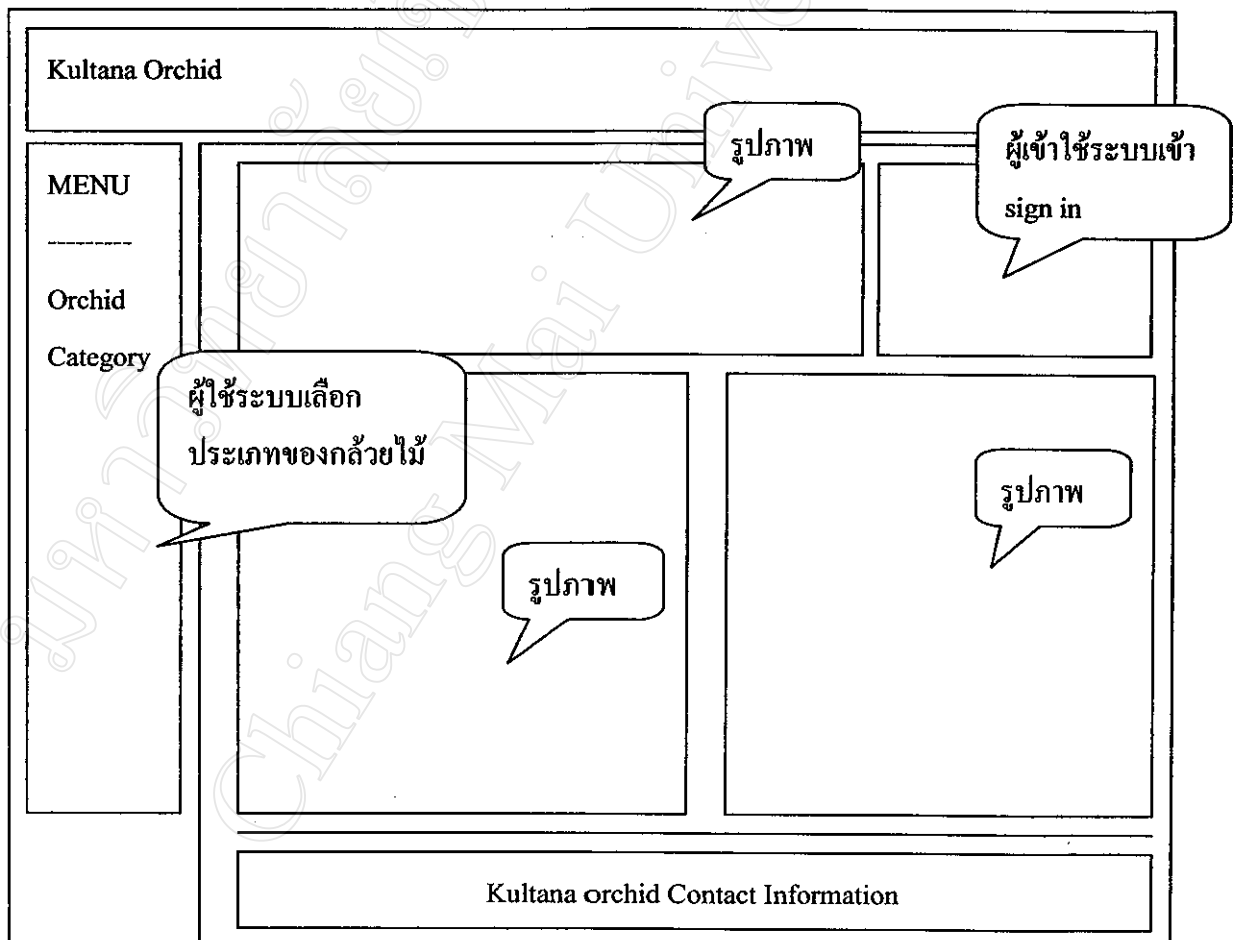 Kultana Orchid
รูปภาพ
ผู้เข้าใช้ระบบเข้า
sign in
MENU
----------
Orchid
Category
ผู้ใช้ระบบเลือก
ประเภทของกล้วยไม้
รูปภาพ
รูปภาพ
Kultana orchid Contact Information
Chiang Mai Unive